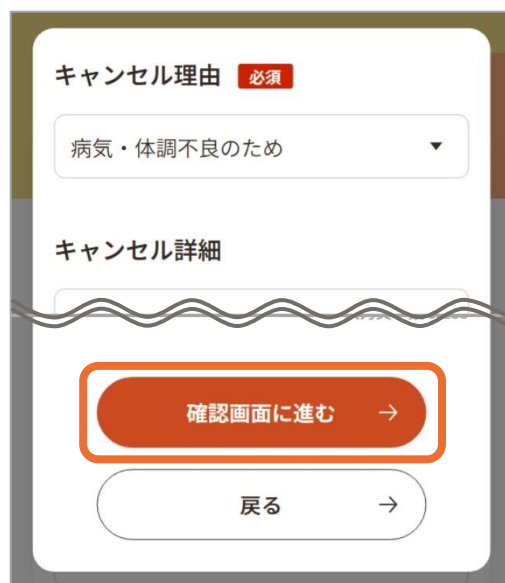 キャンセル理由 必須
病気・体調不良のため
キャンセル詳細
確認画面に進む
戻る